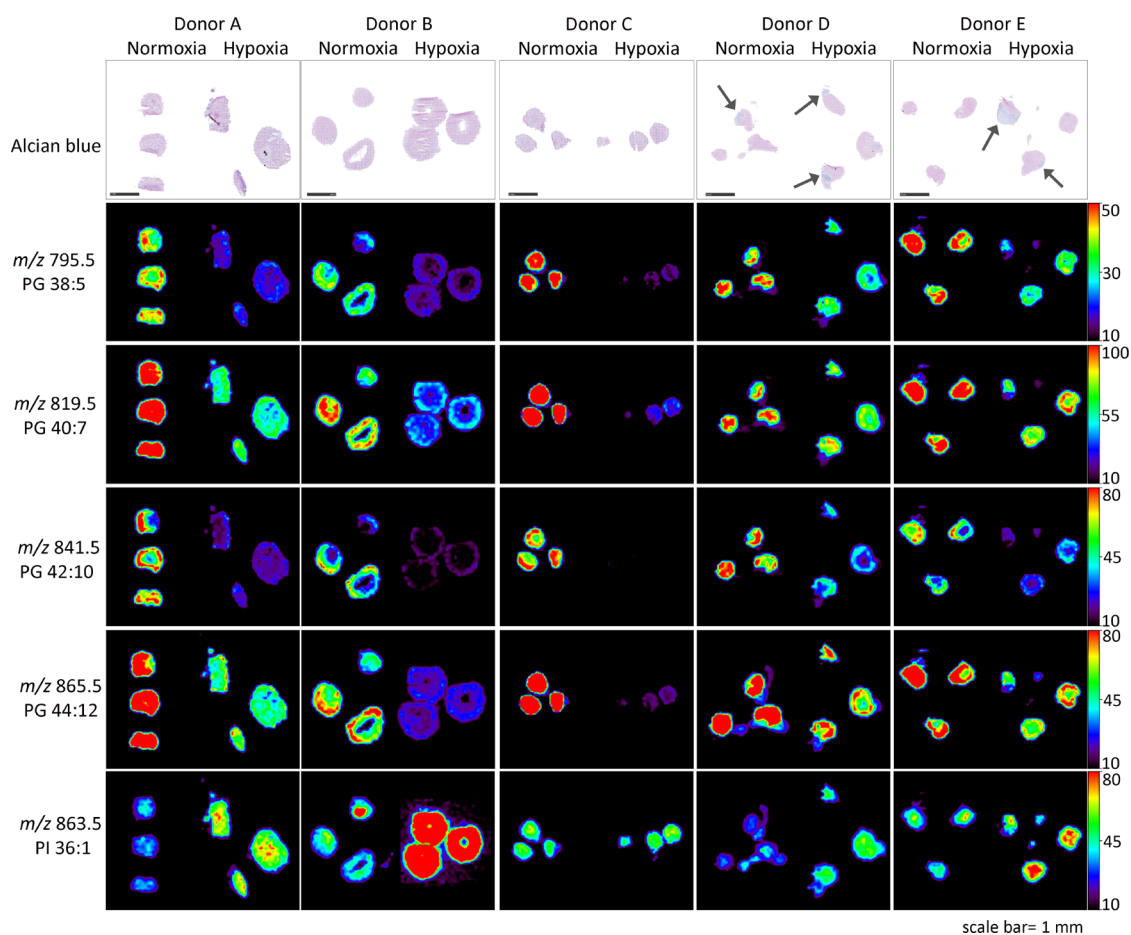 Donor A Donor B Donor C Donor D Donor E
Normoxia Hypoxia Normoxia Hypoxia Normoxia Hypoxia Normoxia Hypoxia Normoxia Hypoxia
Alcian blue
m/z 795.5
PG 38:5
50
30
10
m/z 819.5
PG 40:7
100
55
10
m/z 841.5
PG 42:10
80
45
10
m/z 865.5
PG 44:12
80
45
10
m/z 863.5
PI 36:1
80
45
10
scale bar= 1 mm